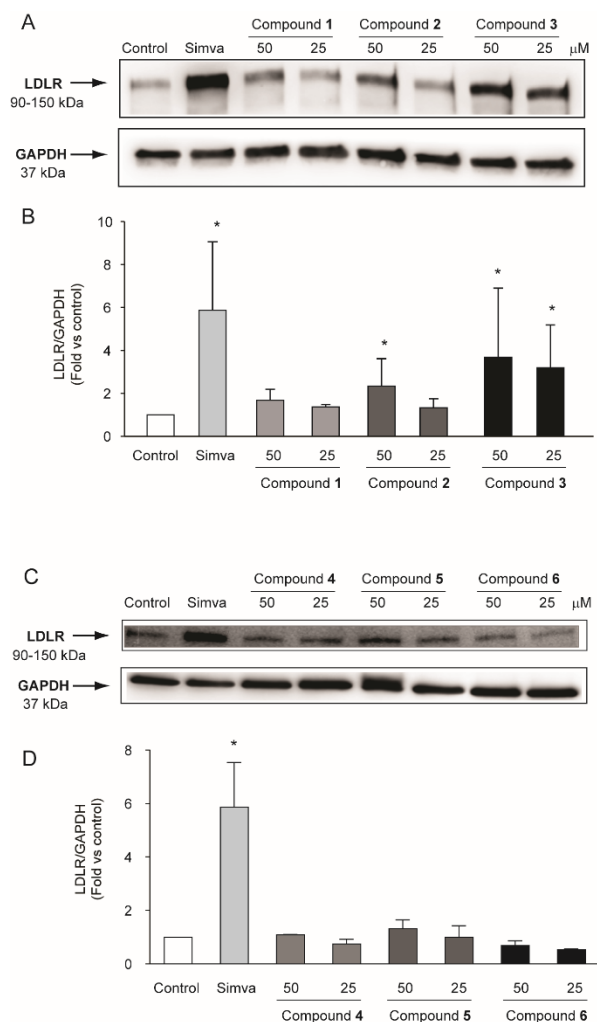 A
Compound 1 Compound 2 Compound 3
Control Simva 50 25 50 25 50 25 μM
LDLR
90-150 kDa
GAPDH
37 kDa
B
LDLR/GAPDH
(Fold vs control)
10
8
6
4
2
0
* * * *
Control Simva 50 25 50 25 50 25
Compound 1 Compound 2 Compound 3
C
Compound 4 Compound 5 Compound 6
Control Simva 50 25 50 25 50 25 μM
LDLR
90-150 kDa
GAPDH
37 kDa
D
LDLR/GAPDH
(Fold vs control)
8
6
4
2
0
*
Control Simva 50 25 50 25 50 25
Compound 4 Compound 5 Compound 6